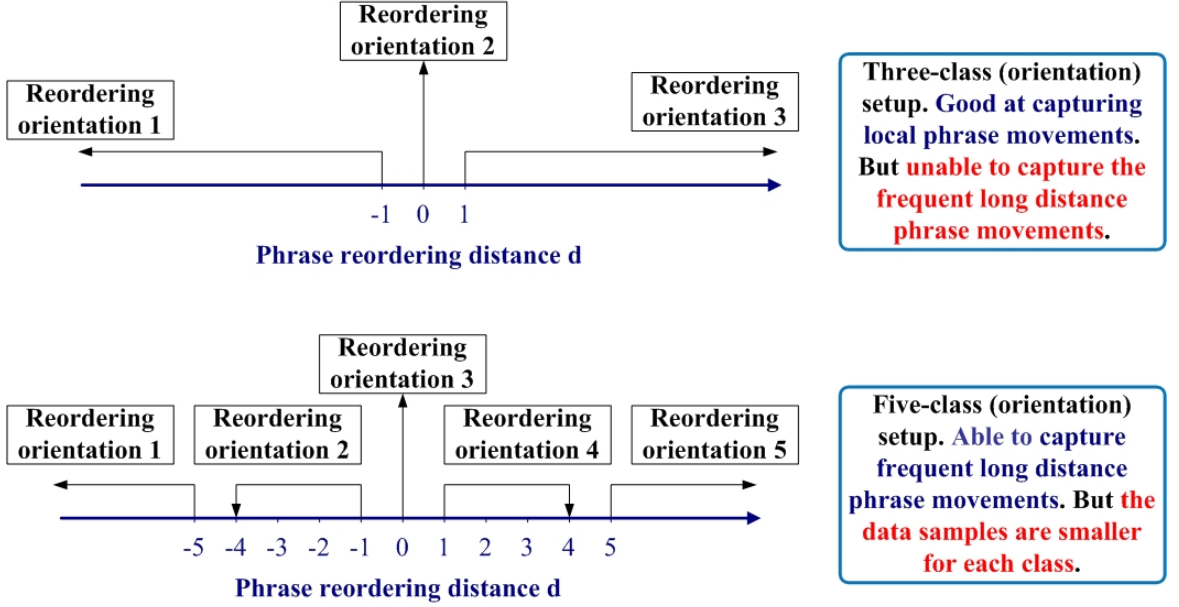 Reordering
orientation 2
Reordering
orientation 1
Reordering
orientation 3
-1 0 1
Phrase reordering distance d
Three-class (orientation)
setup. Good at capturing
local phrase movements.
But unable to capture the
frequent long distance
phrase movements.
Reordering
orientation 3
Reordering
orientation 1
Reordering
orientation 2
Reordering
orientation 4
Reordering
orientation 5
-5 -4 -3 -2 -1 0 1 2 3 4 5
Phrase reordering distance d
Five-class (orientation)
setup. Able to capture
frequent long distance
phrase movements. But the
data samples are smaller
for each class.